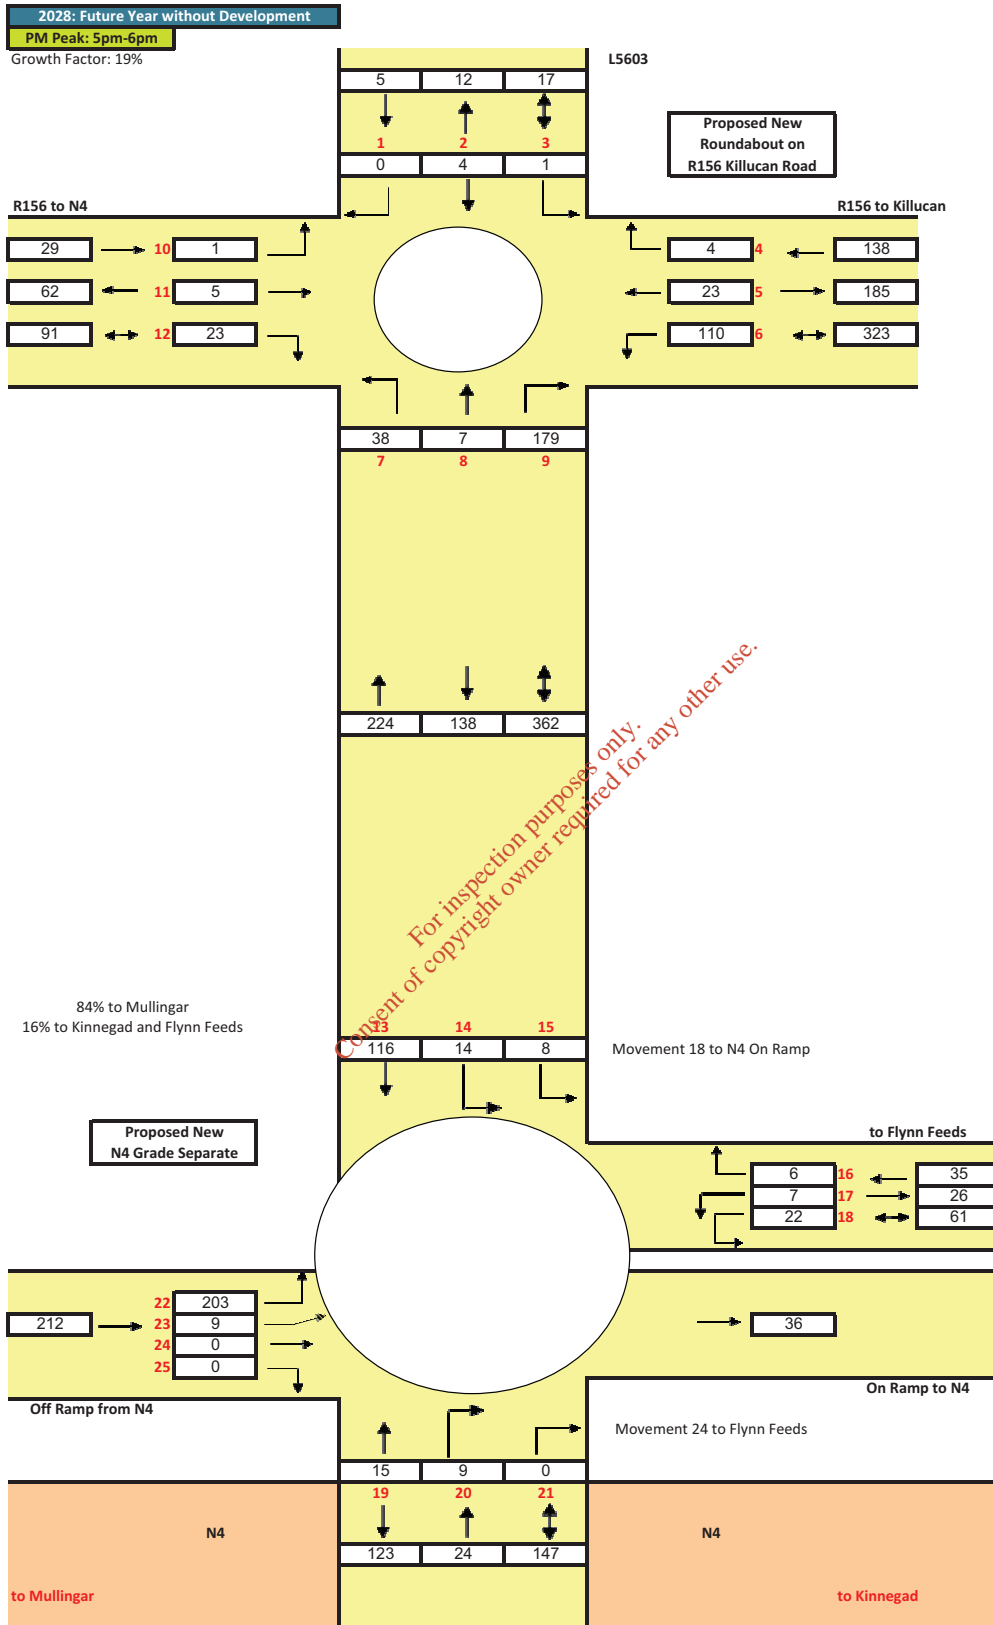 2028: Future Year without Development
PM Peak: 5pm-6pm
Growth Factor: 19%
L5603
5 12 17
1 2 3
0 4 1
Proposed New
Roundabout on
R156 Killucan Road
R156 to N4
R156 to Killucan
29 10 1
4 4 138
62 11 5
23 5 185
91 12 23
110 6 323
38 7 179
7 8 9
224 138 362
For inspection purposes only.
Consent of copyright owner required for any other use.
84% to Mullingar
16% to Kinnegad and Flynn Feeds
13 14 15
116 14 8
Movement 18 to N4 On Ramp
Proposed New
N4 Grade Separate
to Flynn Feeds
6 16 35
7 17 26
22 18 61
22 203
212 23 9
24 0
25 0
36
Off Ramp from N4
On Ramp to N4
Movement 24 to Flynn Feeds
15 9 0
19 20 21
N4
N4
123 24 147
to Mullingar
to Kinnegad